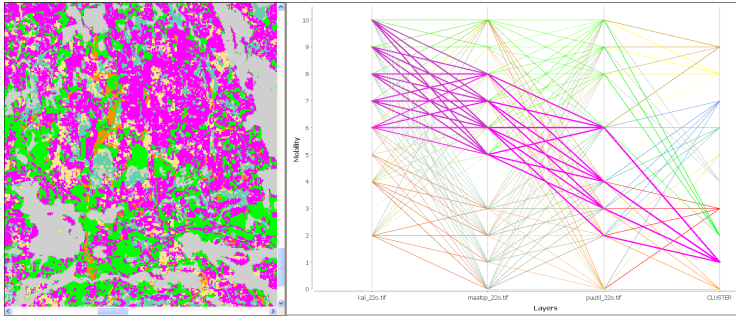 10
9
8
7
6
5
4
3
2
1
0
Mobility
kal_22o.tif
maatop_22o.tif
puutil_22o.tif
CLUSTER
Layers